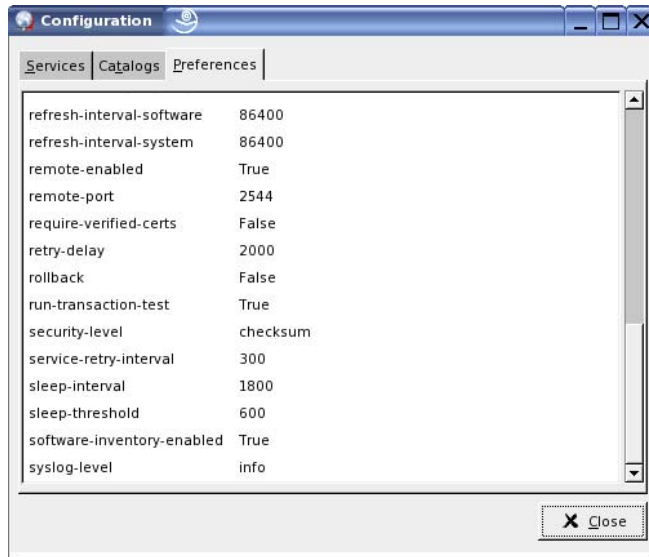 Configuration
Services Catalogs Preferences
refresh-interval-software 86400
refresh-interval-system 86400
remote-enabled True
remote-port 2544
require-verified-certs False
retry-delay 2000
rollback False
run-transaction-test True
security-level checksum
service-retry-interval 300
sleep-interval 1800
sleep-threshold 600
software-inventory-enabled True
syslog-level info
Close